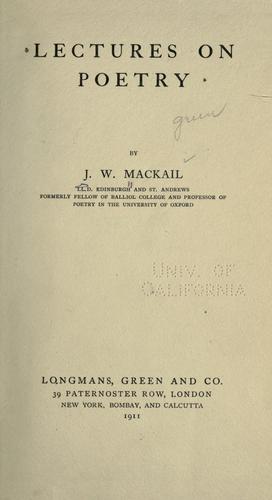 LECTURES ON
POETRY
green
BY
J. W. MACKAIL
LL.D. EDINBURGH AND ST. ANDREWS
FORMERLY FELLOW OF BALLIOL COLLEGE AND PROFESSOR OF
POETRY IN THE UNIVERSITY OF OXFORD
UNIV. OF
CALIFORNIA
LONGMANS, GREEN AND CO.
39 PATERNOSTER ROW, LONDON
NEW YORK, BOMBAY, AND CALCUTTA
1911